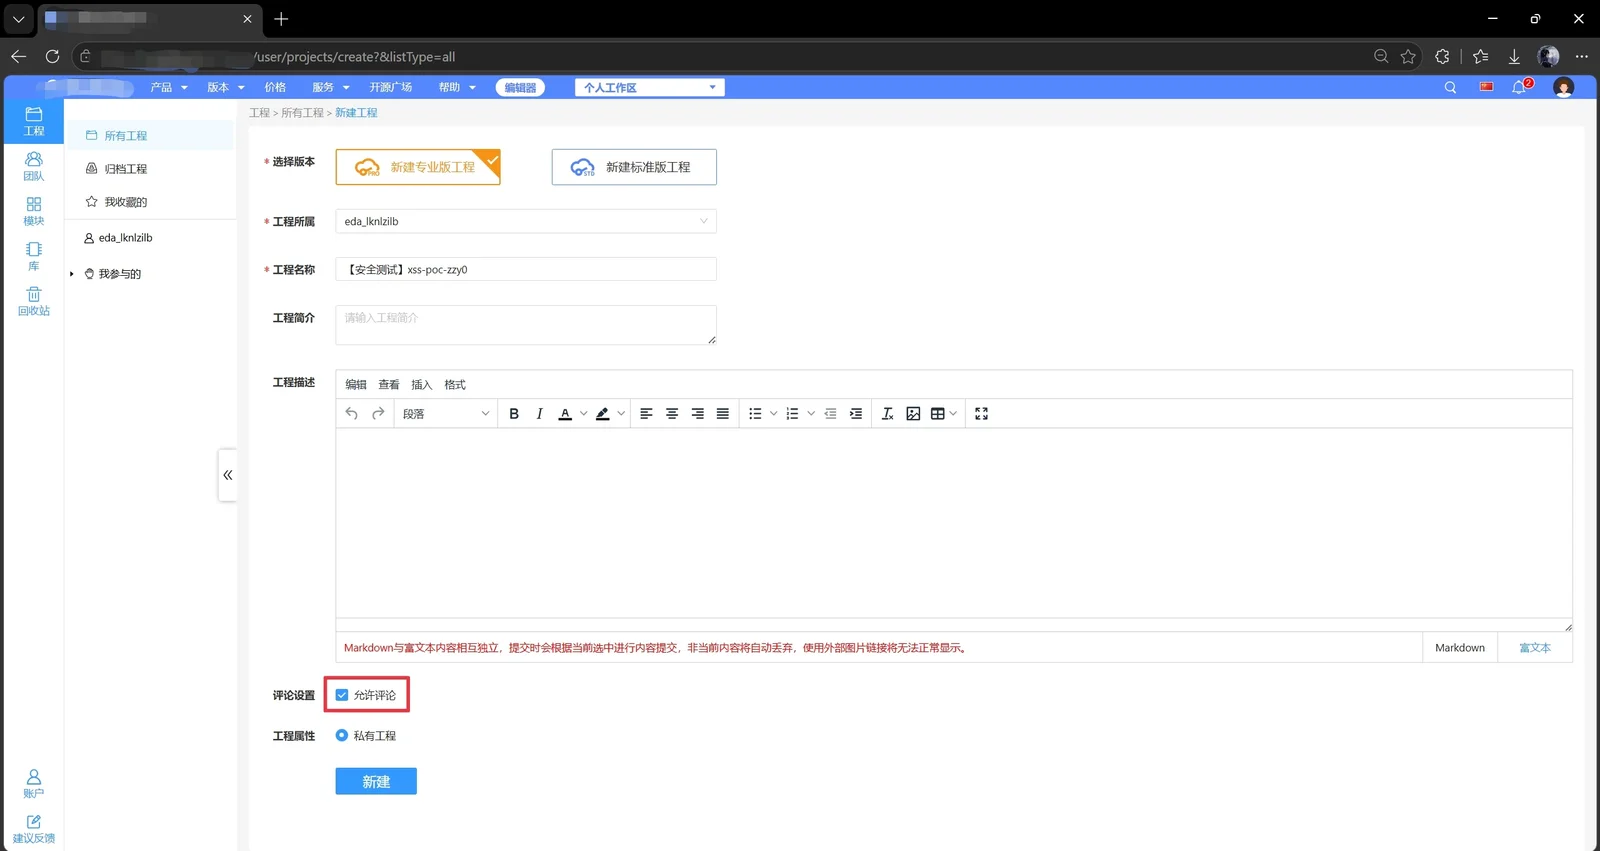 /user/projects/create?&listType=all
产品 版本 价格 服务 开源广场 帮助 编辑器 个人工作区 2
工程
团队
模块
库
回收站
账户
建议反馈
所有工程
归档工程
我收藏的
eda_lknlzilb
我参与的
工程 > 所有工程 > 新建工程
* 选择版本 PRO 新建专业版工程 STD 新建标准版工程
* 工程所属 eda_lknlzilb
* 工程名称 【安全测试】xss-poc-zzy0
工程简介 请输入工程简介
工程描述 编辑 查看 插入 格式
段落 B I A
Markdown与富文本内容相互独立，提交时会根据当前选中进行内容提交，非当前内容将自动丢弃，使用外部图片链接将无法正常显示。 Markdown 富文本
评论设置 允许评论
工程属性 私有工程
新建